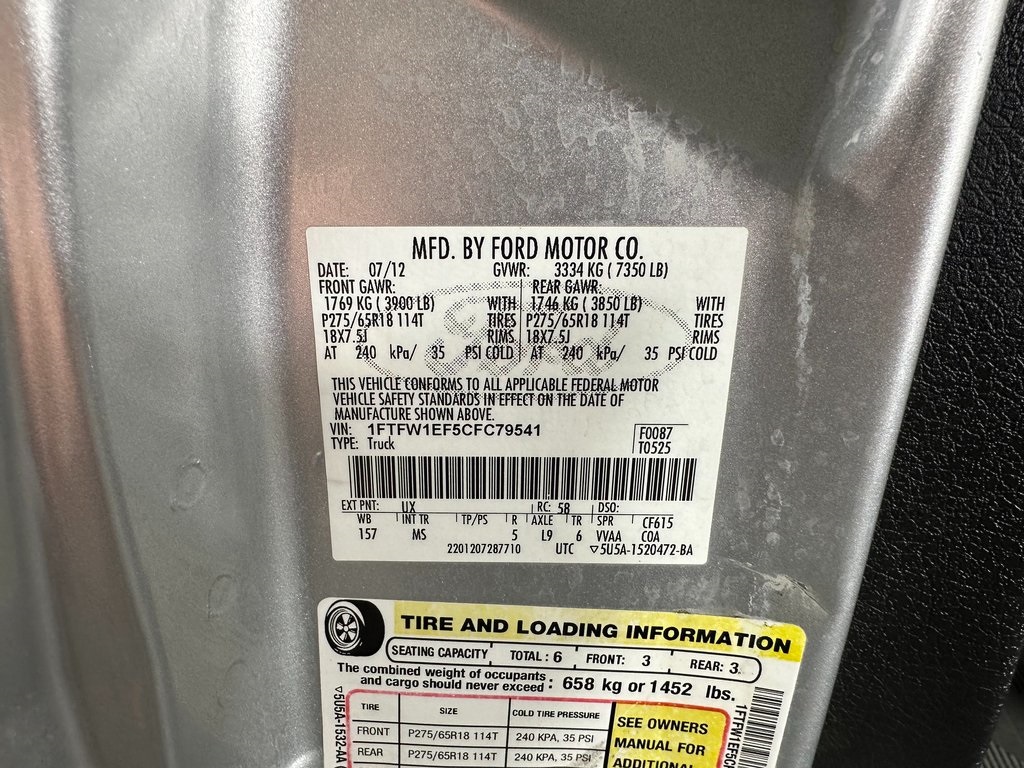 MFD. BY FORD MOTOR CO.
DATE: 07/12 GVWR: 3334 KG ( 7350 LB)
FRONT GAWR: REAR GAWR:
1769 KG ( 3900 LB) WITH 1746 KG ( 3850 LB) WITH
P275/65R18 114T TIRES P275/65R18 114T TIRES
18X7.5J RIMS 18X7.5J RIMS
AT 240 kPa/ 35 PSI COLD AT 240 kPa/ 35 PSI COLD
THIS VEHICLE CONFORMS TO ALL APPLICABLE FEDERAL MOTOR
VEHICLE SAFETY STANDARDS IN EFFECT ON THE DATE OF
MANUFACTURE SHOWN ABOVE.
VIN: 1FTFW1EF5CFC79541 F0087
TYPE: Truck T0525
EXT PNT: UX RC: 58 DSO:
WB INT TR TP/PS R AXLE TR SPR CF615
157 MS 5 L9 6 VVAA COA
2201207287710 UTC ▽5U5A-1520472-BA
TIRE AND LOADING INFORMATION
SEATING CAPACITY TOTAL: 6 FRONT: 3 REAR: 3
The combined weight of occupants
and cargo should never exceed : 658 kg or 1452 lbs.
TIRE SIZE COLD TIRE PRESSURE
FRONT P275/65R18 114T 240 KPA, 35 PSI
REAR P275/65R18 114T 240 KPA, 35 PSI
SEE OWNERS
MANUAL FOR
ADDITIONAL
▽5U5A-1532-AA
1FTFW1EF5CF